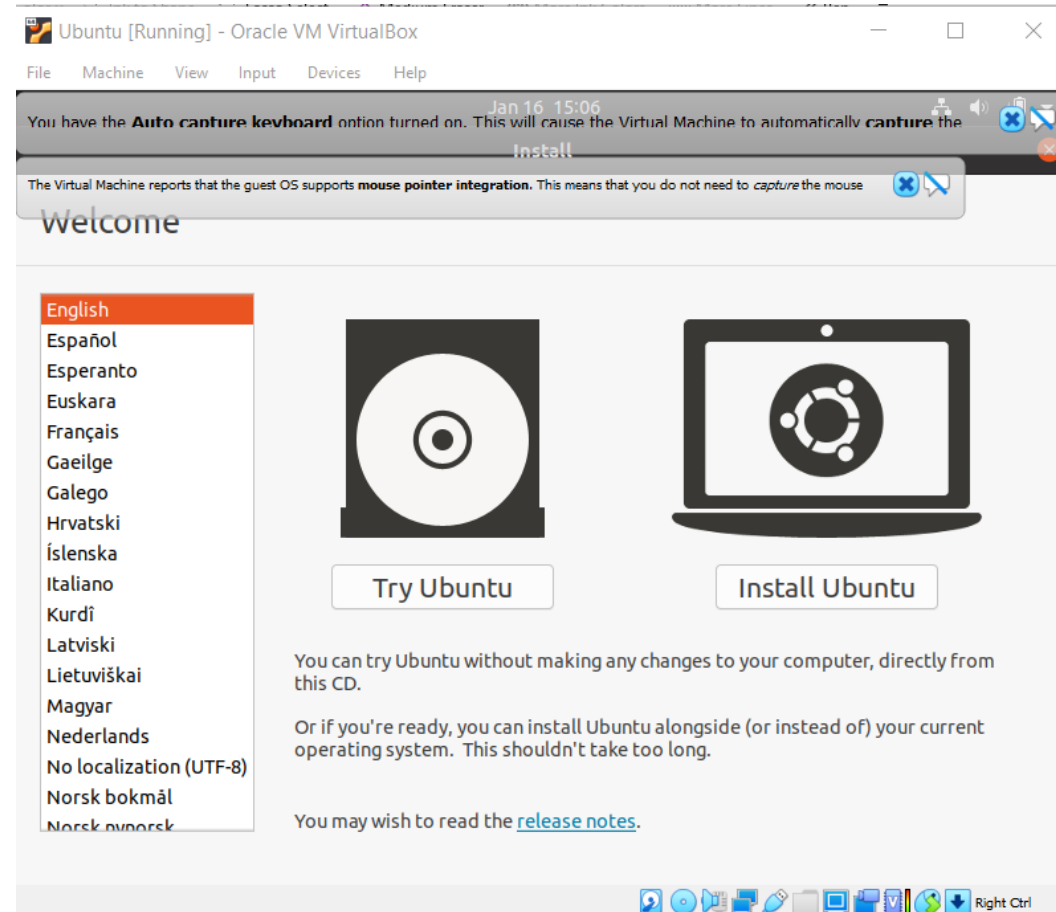 Ubuntu [Running] - Oracle VM VirtualBox
File Machine View Input Devices Help
Jan 16 15:06
You have the Auto capture keyboard option turned on. This will cause the Virtual Machine to automatically capture the
Install
The Virtual Machine reports that the guest OS supports mouse pointer integration. This means that you do not need to capture the mouse
Welcome
English
Español
Esperanto
Euskara
Français
Gaeilge
Galego
Hrvatski
Íslenska
Italiano
Kurdî
Latviski
Lietuviškai
Magyar
Nederlands
No localization (UTF-8)
Norsk bokmål
Norsk nynorsk
Try Ubuntu
Install Ubuntu
You can try Ubuntu without making any changes to your computer, directly from
this CD.
Or if you're ready, you can install Ubuntu alongside (or instead of) your current
operating system. This shouldn't take too long.
You may wish to read the release notes.
Right Ctrl